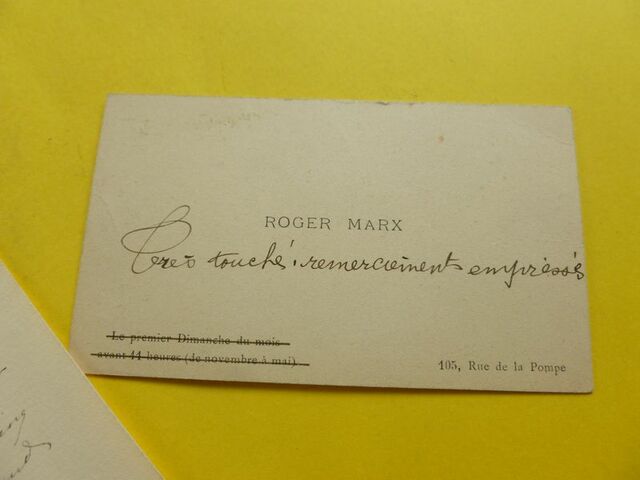 ROGER MARX
Très touché. remerciements empressés
Le premier Dimanche du mois
avant 11 heures (de novembre à mai)
105, Rue de la Pompe